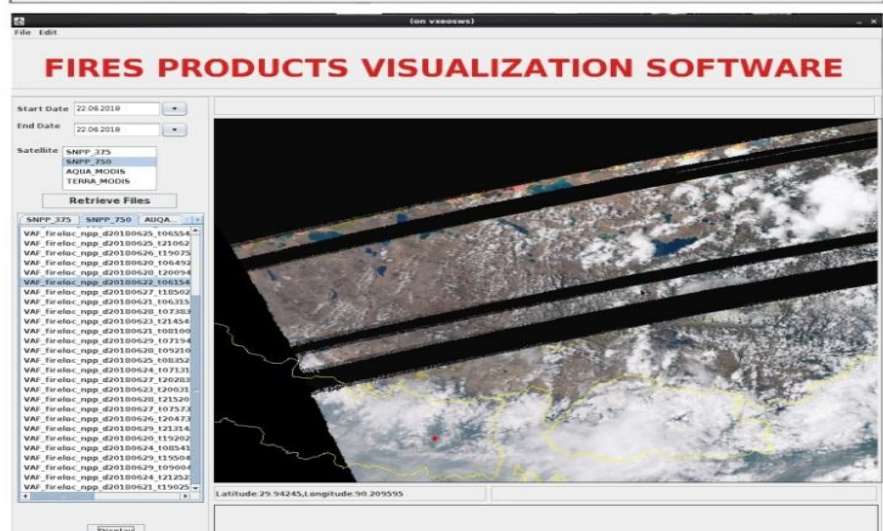 (on vxeosws)
File Edit
FIRES PRODUCTS VISUALIZATION SOFTWARE
Start Date 22.06.2018
End Date 22.06.2018
Satellite SNPP_375
SNPP_750
AQUA_MODIS
TERRA_MODIS
Retrieve Files
SNPP_375 SNPP_750 AUQA...
VAF_fireloc_npp_d20180625_t06554
VAF_fireloc_npp_d20180625_t21062
VAF_fireloc_npp_d20180626_t19075
VAF_fireloc_npp_d20180620_t06492
VAF_fireloc_npp_d20180628_t20094
VAF_fireloc_npp_d20180622_t06154
VAF_fireloc_npp_d20180627_t18502
VAF_fireloc_npp_d20180621_t06315
VAF_fireloc_npp_d20180628_t07383
VAF_fireloc_npp_d20180623_t21454
VAF_fireloc_npp_d20180621_t08100
VAF_fireloc_npp_d20180629_t07194
VAF_fireloc_npp_d20180628_t09210
VAF_fireloc_npp_d20180625_t08352
VAF_fireloc_npp_d20180624_t07131
VAF_fireloc_npp_d20180627_t20283
VAF_fireloc_npp_d20180623_t20031
VAF_fireloc_npp_d20180628_t21520
VAF_fireloc_npp_d20180627_t07573
VAF_fireloc_npp_d20180626_t20473
VAF_fireloc_npp_d20180629_t21314
VAF_fireloc_npp_d20180620_t19202
VAF_fireloc_npp_d20180624_t08541
VAF_fireloc_npp_d20180629_t19504
VAF_fireloc_npp_d20180629_t09004
VAF_fireloc_npp_d20180624_t21252
VAF_fireloc_npp_d20180621_t19025
Latitude:29.94245,Longitude:90.209595
Display